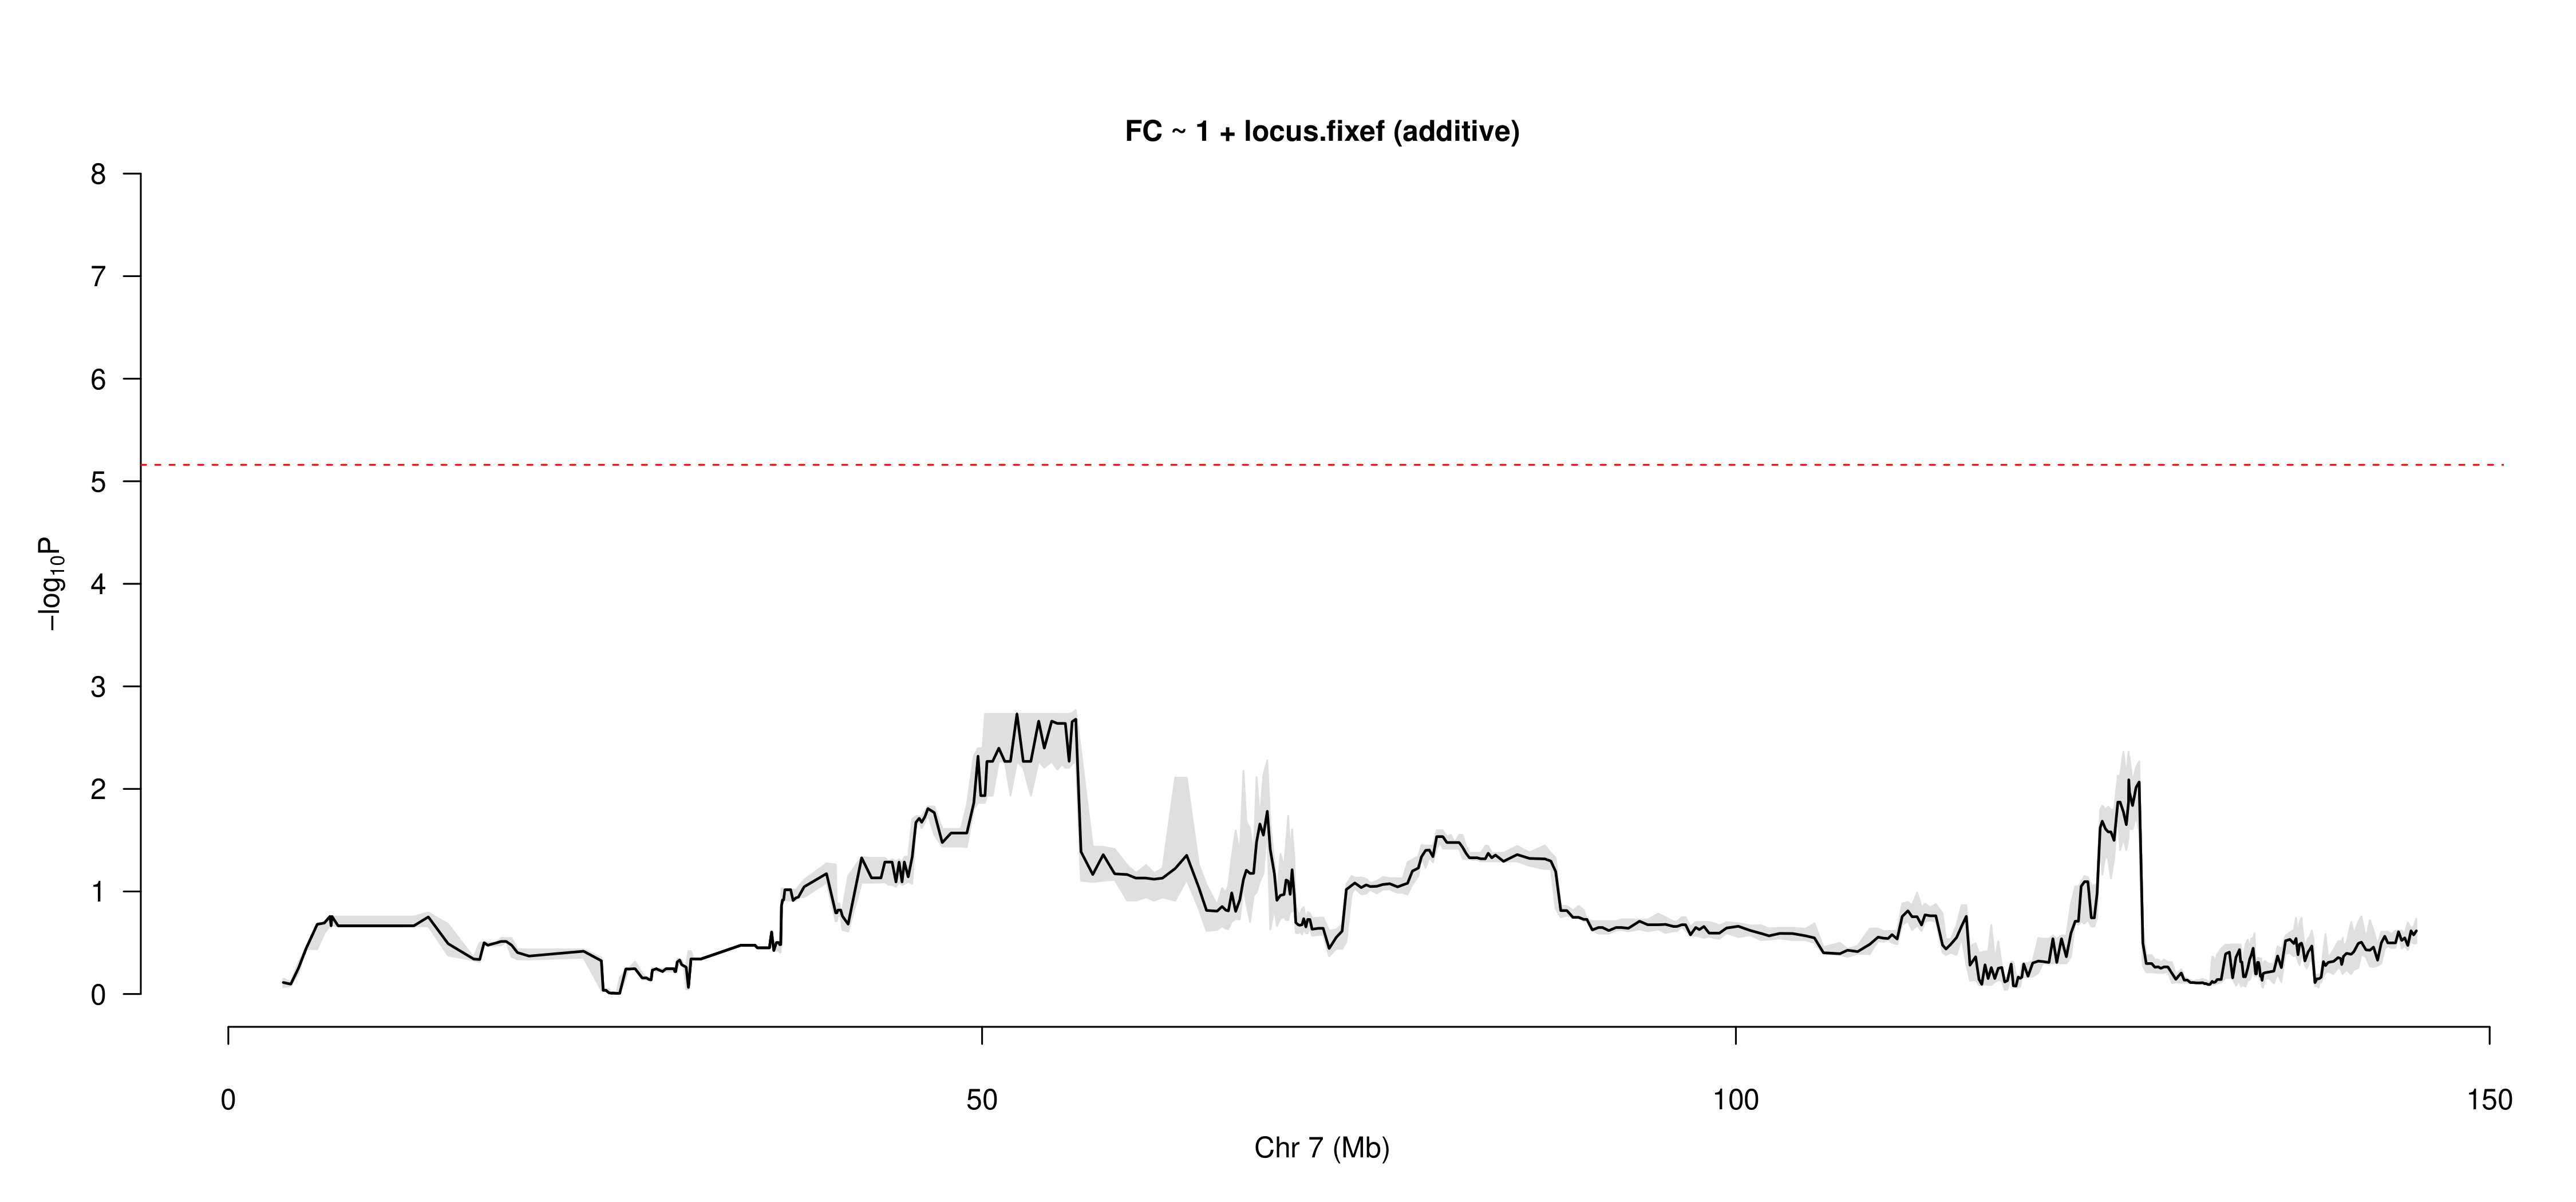 FC ~ 1 + locus.fixef (additive)
8
7
6
5
4
3
2
1
0
−log₁₀P
0 50 100 150
Chr 7 (Mb)